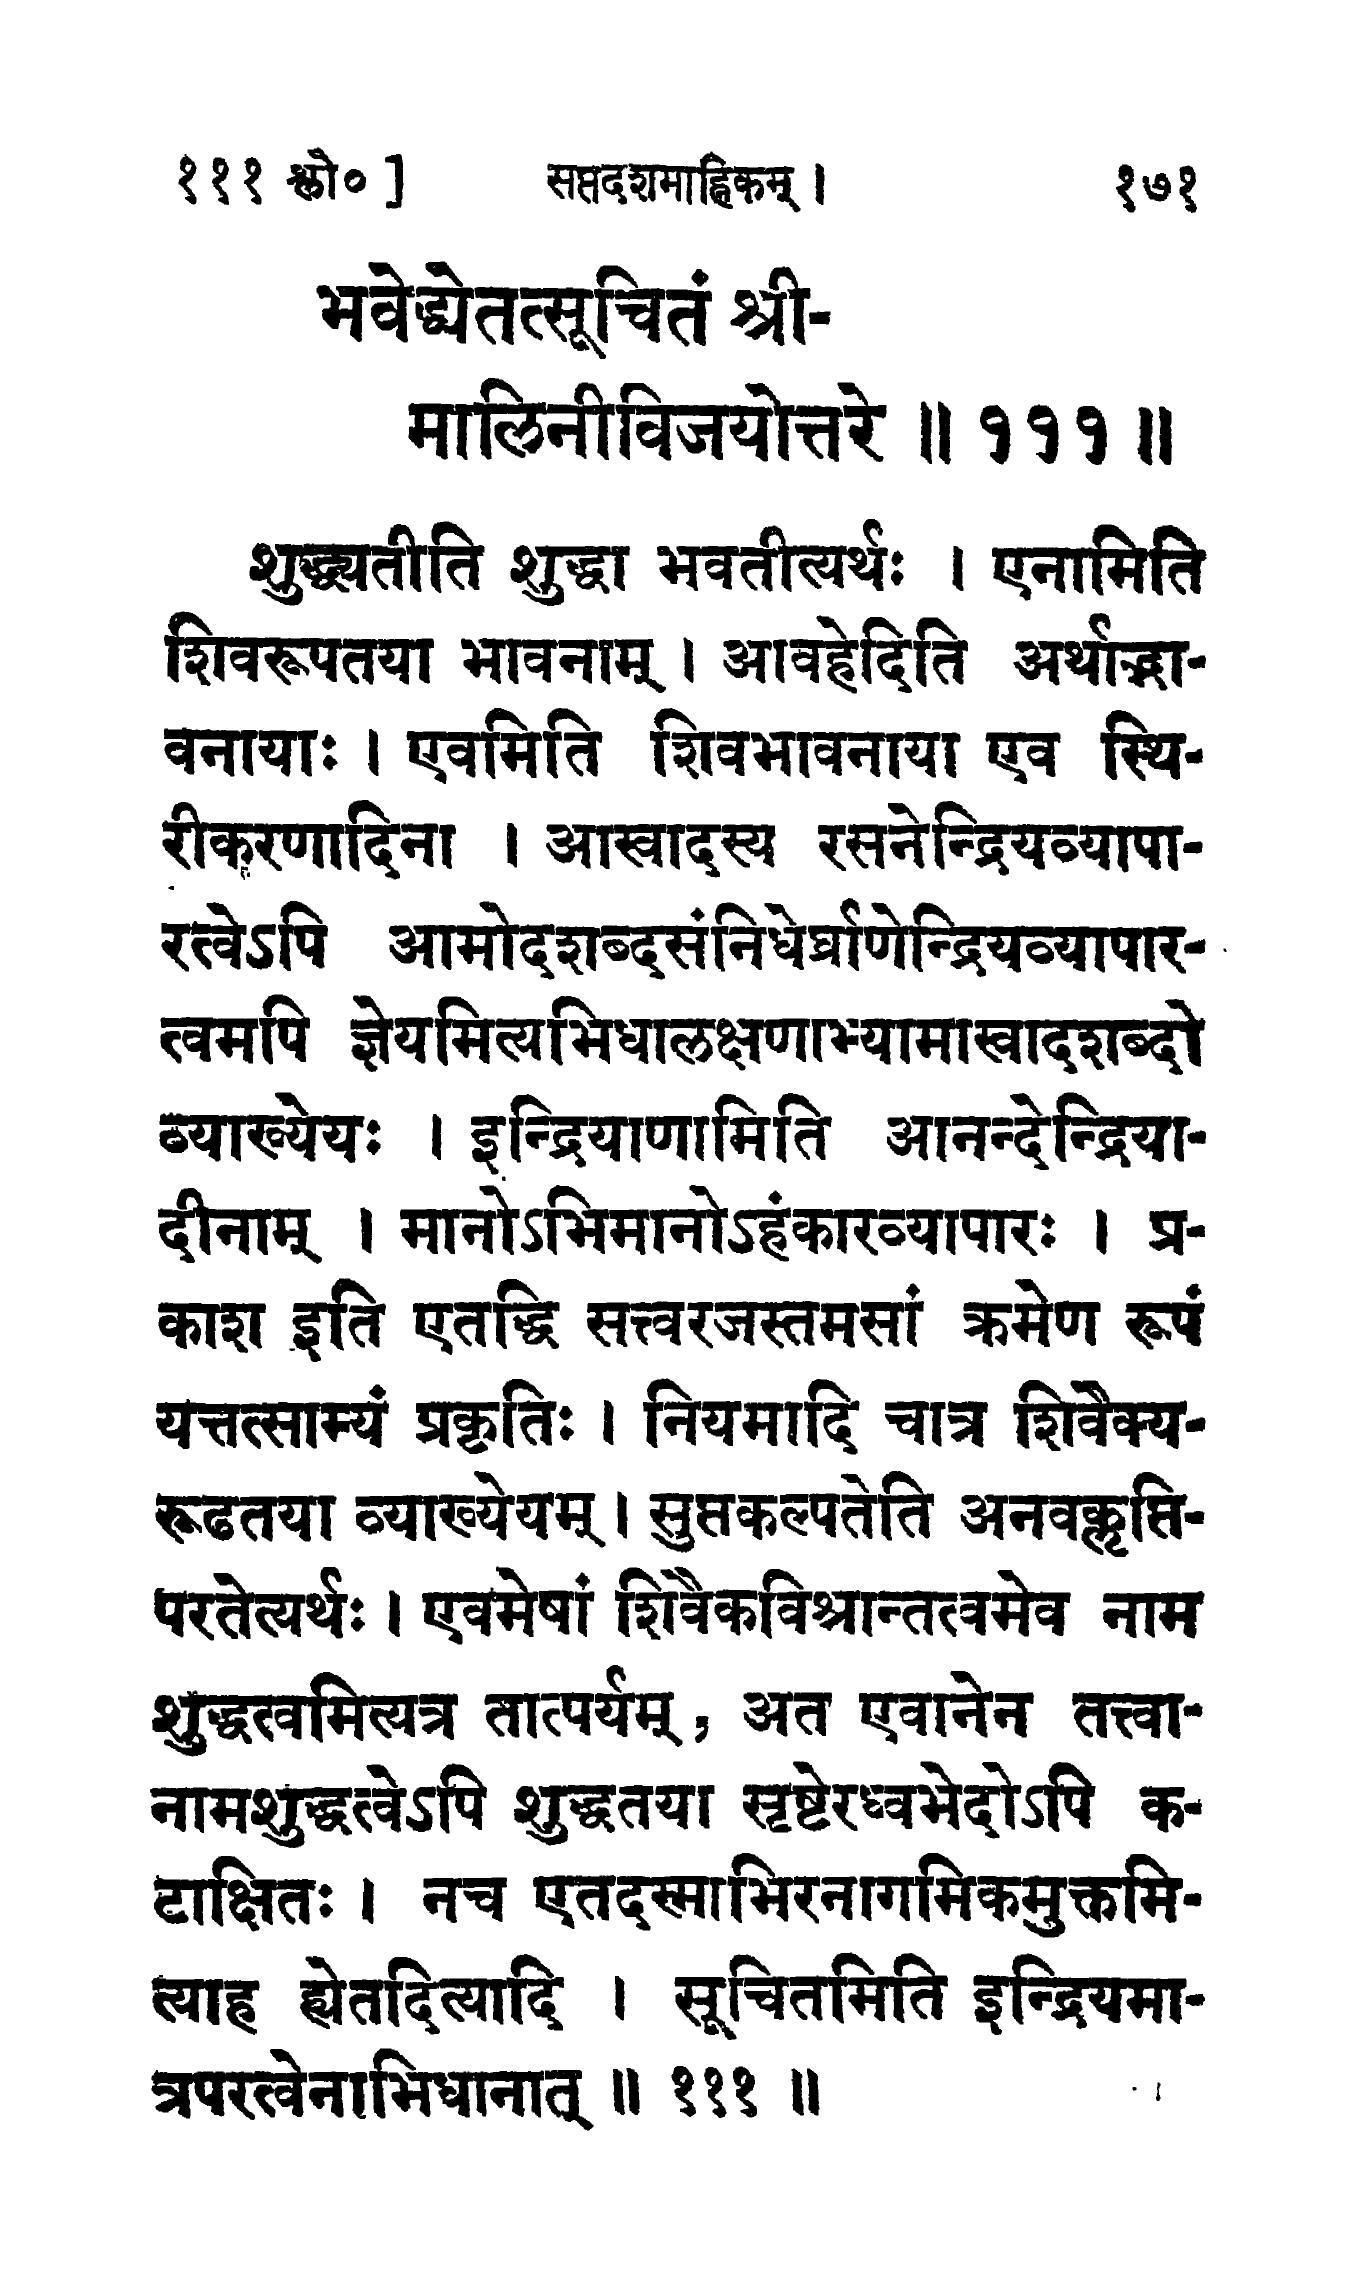 १११ श्लो० ] सप्तदशमाह्निकम् । १७१
भवेद्ध्येतत्सूचितं श्री-
मालिनीविजयोत्तरे ॥ १११ ॥
शुद्ध्यतीति शुद्धा भवतीत्यर्थः । एनामिति
शिवरूपतया भावनाम् । आवहेदिति अर्थाद्भा-
वनायाः । एवमिति शिवभावनाया एव स्थि-
रीकरणादिना । आस्वादस्य रसनेन्द्रियव्यापा-
रत्वेऽपि आमोदशब्दसंनिधेर्घ्राणेन्द्रियव्यापार-
त्वमपि ज्ञेयमित्यभिधालक्षणाभ्यामास्वादशब्दो
व्याख्येयः । इन्द्रियाणामिति आनन्देन्द्रिया-
दीनाम् । मानोऽभिमानोऽहंकारव्यापारः । प्र-
काश इति एतद्धि सत्त्वरजस्तमसां क्रमेण रूपं
यत्तत्साम्यं प्रकृतिः । नियमादि चात्र शिवैक्य-
रूढतया व्याख्येयम् । सुप्तकल्पतेति अनवक्लृप्ति-
परतेत्यर्थः । एवमेषां शिवैकविश्रान्तत्वमेव नाम
शुद्धत्वमित्यत्र तात्पर्यम्, अत एवानेन तत्त्वा-
नामशुद्धत्वेऽपि शुद्धतया सृष्टेरध्वभेदोऽपि क-
टाक्षितः । नच एतदस्माभिरनागमिकमुक्तमि-
त्याह ह्येतदित्यादि । सूचितमिति इन्द्रियमा-
त्रपरत्वेनाभिधानात् ॥ १११ ॥